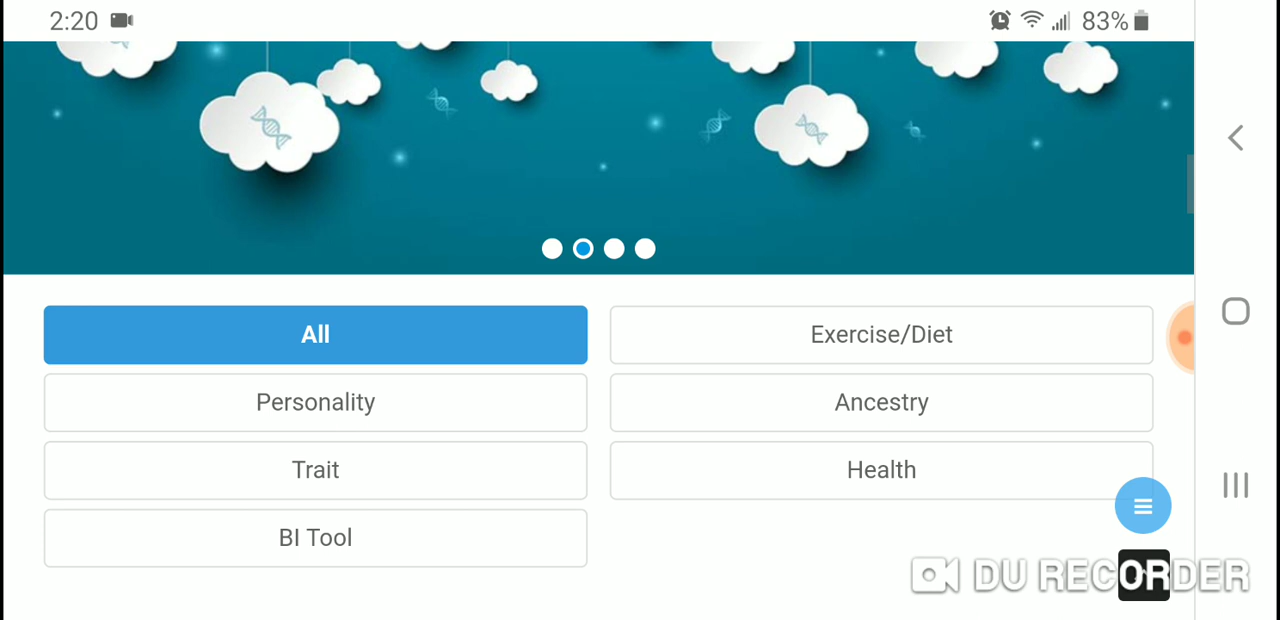 2:20 83%
All Exercise/Diet
Personality Ancestry
Trait Health
BI Tool
DU RECORDER